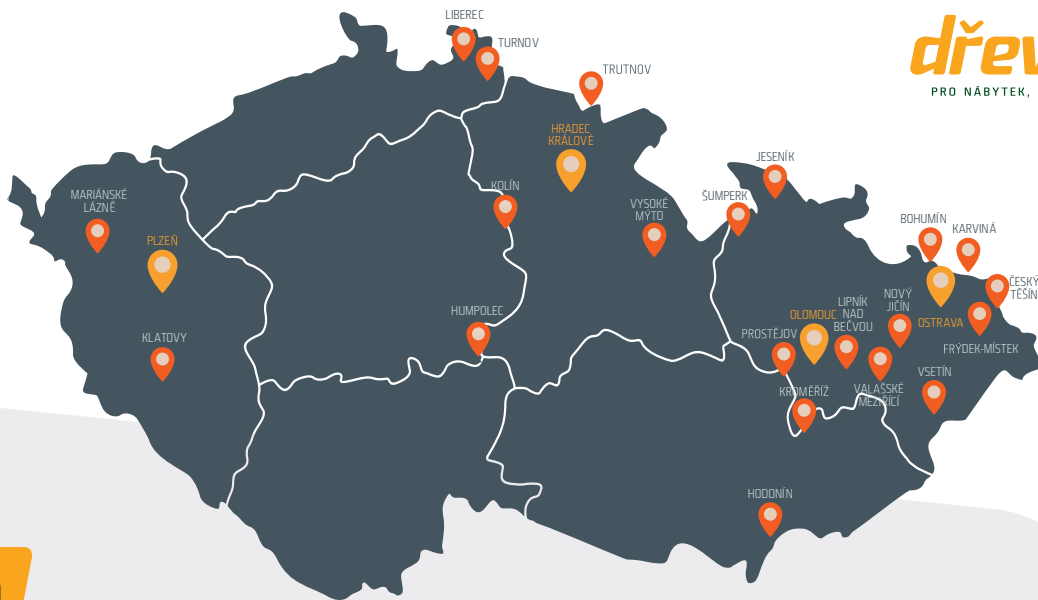 LIBEREC
TURNOV
TRUTNOV
dřev
PRO NÁBYTEK,
HRADEC
KRÁLOVÉ
JESENÍK
KOLÍN
MARIÁNSKÉ
LÁZNĚ
ŠUMPERK
VYSOKÉ
MÝTO
BOHUMÍN
KARVINÁ
PLZEŇ
ČESKÝ
TĚŠÍN
NOVÝ
JIČÍN
LIPNÍK
NAD
BEČVOU
HUMPOLEC
OLOMOUC
OSTRAVA
KLATOVY
PROSTĚJOV
FRÝDEK-MÍSTEK
VSETÍN
KROMĚŘÍŽ
VALAŠSKÉ
MEZIŘÍČÍ
HODONÍN